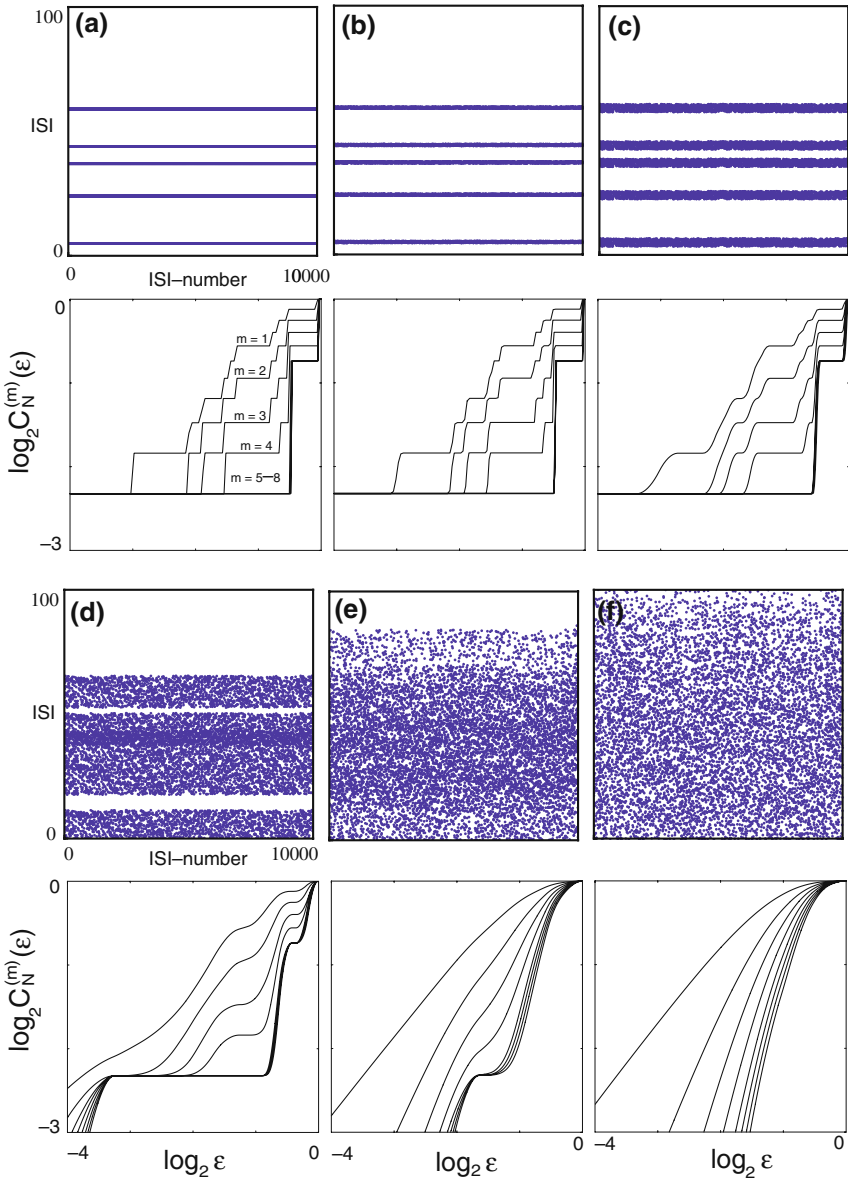 (a) (b) (c)
100
ISI
0
0 10000
ISI–number
0
log₂C_N^(m)(ε)
m = 1
m = 2
m = 3
m = 4
m = 5–8
–3
(d) (e) (f)
100
ISI
0
0 10000
ISI–number
0
log₂C_N^(m)(ε)
–3
–4 0 –4 0 –4 0
log₂ ε log₂ ε log₂ ε